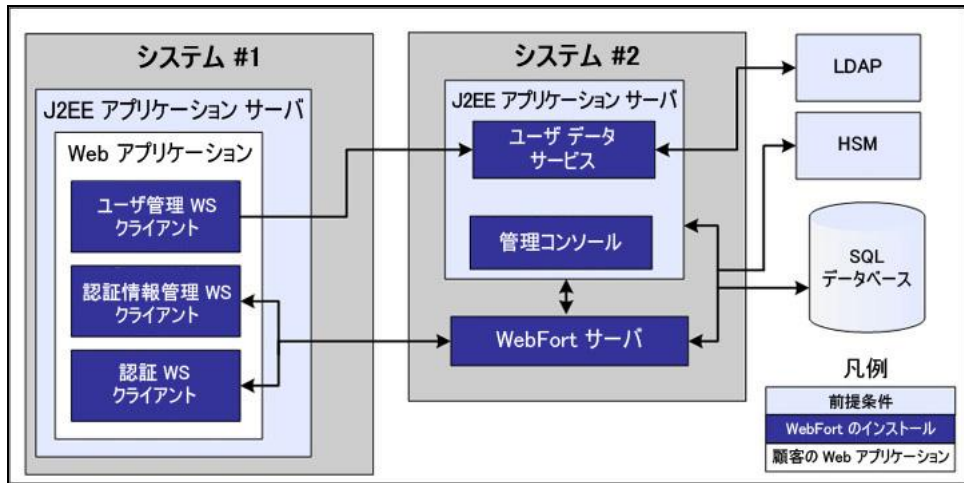 システム #1
J2EE アプリケーション サーバ
Web アプリケーション
ユーザ管理 WS
クライアント
認証情報管理 WS
クライアント
認証 WS
クライアント
システム #2
J2EE アプリケーション サーバ
ユーザ データ
サービス
管理コンソール
WebFort サーバ
LDAP
HSM
SQL
データベース
凡例
前提条件
WebFort のインストール
顧客の Web アプリケーション